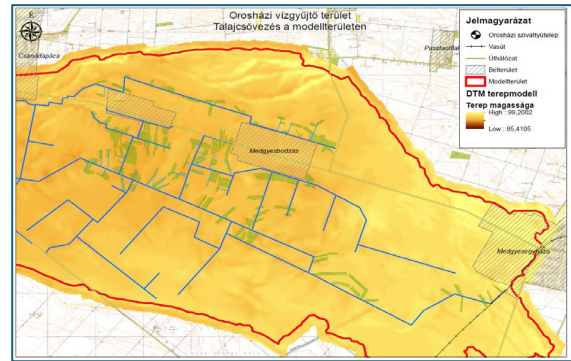 Orosházi vízgyűjtő terület
Talajcsövezés a modellterületen
É
Csanádapáca
Medgyesbodzás
Medgyesegyháza
Jelmagyarázat
Orosházi szivattyútelep
Vasút
Úthálózat
Belterület
Modellterület
DTM terepmodell
Terep magassága
High : 99,2002
Low : 85,4105